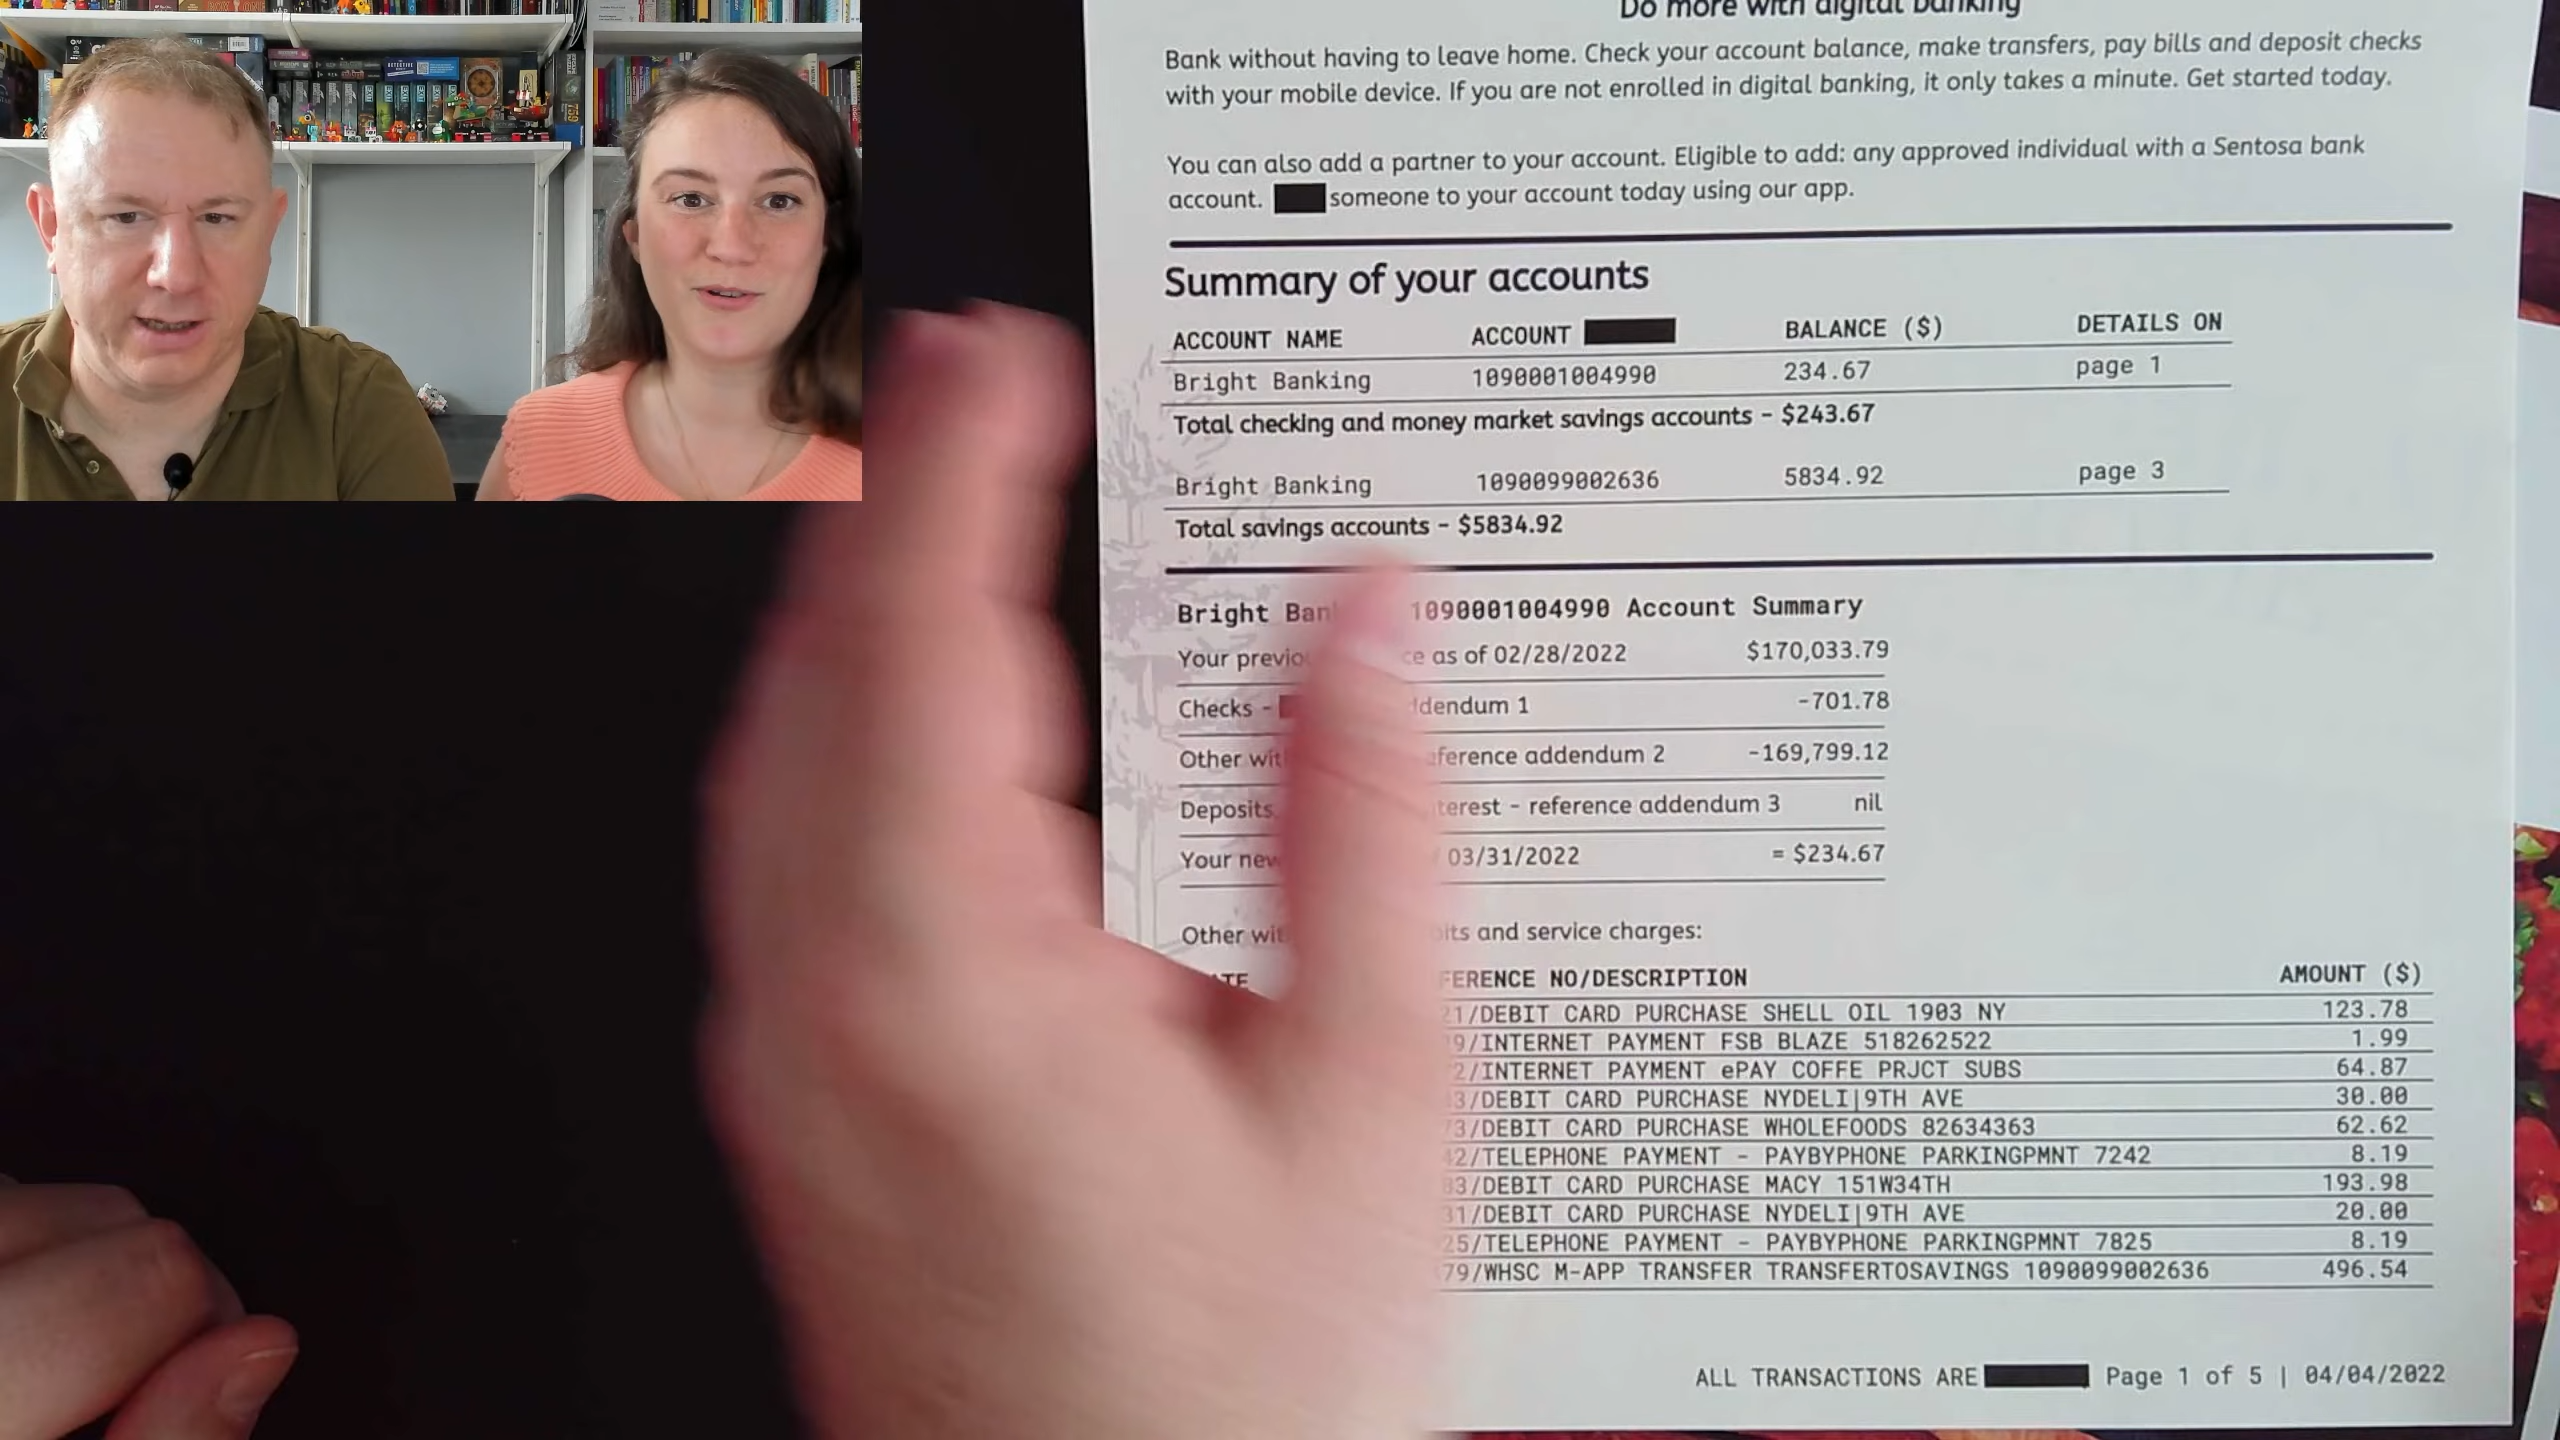 Do more with digital banking
Bank without having to leave home. Check your account balance, make transfers, pay bills and deposit checks
with your mobile device. If you are not enrolled in digital banking, it only takes a minute. Get started today.
You can also add a partner to your account. Eligible to add: any approved individual with a Sentosa bank
account. someone to your account today using our app.
Summary of your accounts
ACCOUNT NAME ACCOUNT BALANCE ($) DETAILS ON
Bright Banking 1090001004990 234.67 page 1
Total checking and money market savings accounts - $243.67
Bright Banking 1090099002636 5834.92 page 3
Total savings accounts - $5834.92
Bright 1090001004990 Account Summary
Your as of 02/28/2022 $170,033.79
Checks - 1 -701.78
Other addendum 2 -169,799.12
Deposits - reference addendum 3 nil
Your new 03/31/2022 = $234.67
Other and service charges:
NO/DESCRIPTION AMOUNT ($)
/DEBIT CARD PURCHASE SHELL OIL 1903 NY 123.78
/INTERNET PAYMENT FSB BLAZE 518262522 1.99
/INTERNET PAYMENT ePAY COFFE PRJCT SUBS 64.87
/DEBIT CARD PURCHASE NYDELI|9TH AVE 30.00
/DEBIT CARD PURCHASE WHOLEFOODS 82634363 62.62
/TELEPHONE PAYMENT - PAYBYPHONE PARKINGPMNT 7242 8.19
/DEBIT CARD PURCHASE MACY 151W34TH 193.98
/DEBIT CARD PURCHASE NYDELI|9TH AVE 20.00
/TELEPHONE PAYMENT - PAYBYPHONE PARKINGPMNT 7825 8.19
/WHSC M-APP TRANSFER TRANSFERTOSAVINGS 1090099002636 496.54
ALL TRANSACTIONS ARE Page 1 of 5 | 04/04/2022